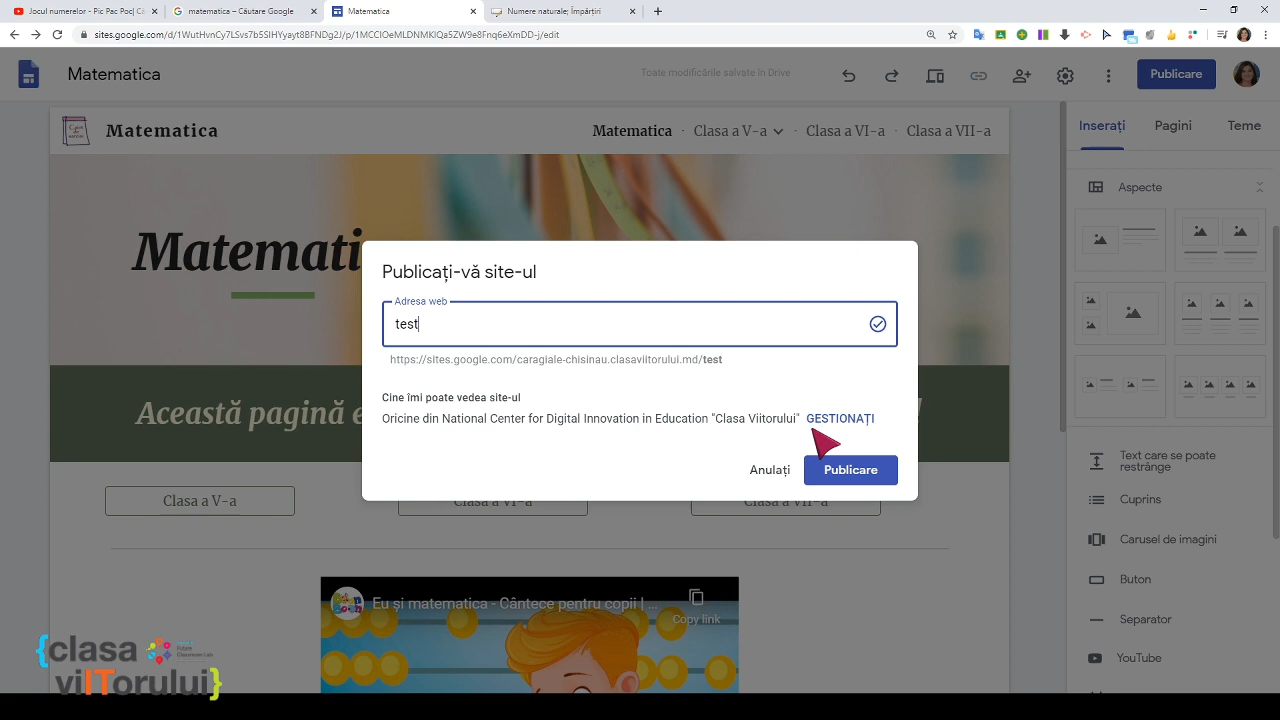 Jocul numerelor - Pic Pac Poc| Câ
matematica – Căutare Google
Matematica
Numere naturale; Împărțiri
sites.google.com/d/1WutHvnCy7LSvs7b5SIHYyayt8BFNDg2J/p/1MCCIOeMLDNMKIQa5ZW9e8Fnq6eXmDD-j/edit
Matematica
Toate modificările salvate în Drive
Publicare
Matematica
Matematica · Clasa a V-a · Clasa a VI-a · Clasa a VII-a
Inserați
Pagini
Teme
Aspecte
Matemati
Publicați-vă site-ul
Adresa web
test
https://sites.google.com/caragiale-chisinau.clasaviitorului.md/test
Cine îmi poate vedea site-ul
Oricine din National Center for Digital Innovation in Education "Clasa Viitorului" GESTIONAȚI
Această pagină e
!
Anulați
Publicare
Text care se poate
restrânge
Clasa a V-a
Clasa a VI-a
Clasa a VII-a
Cuprins
Carusel de imagini
Buton
Eu și matematica - Cântece pentru copii | ...
Copy link
Separator
{clasa
viITorului}
Future
Classroom Lab
YouTube